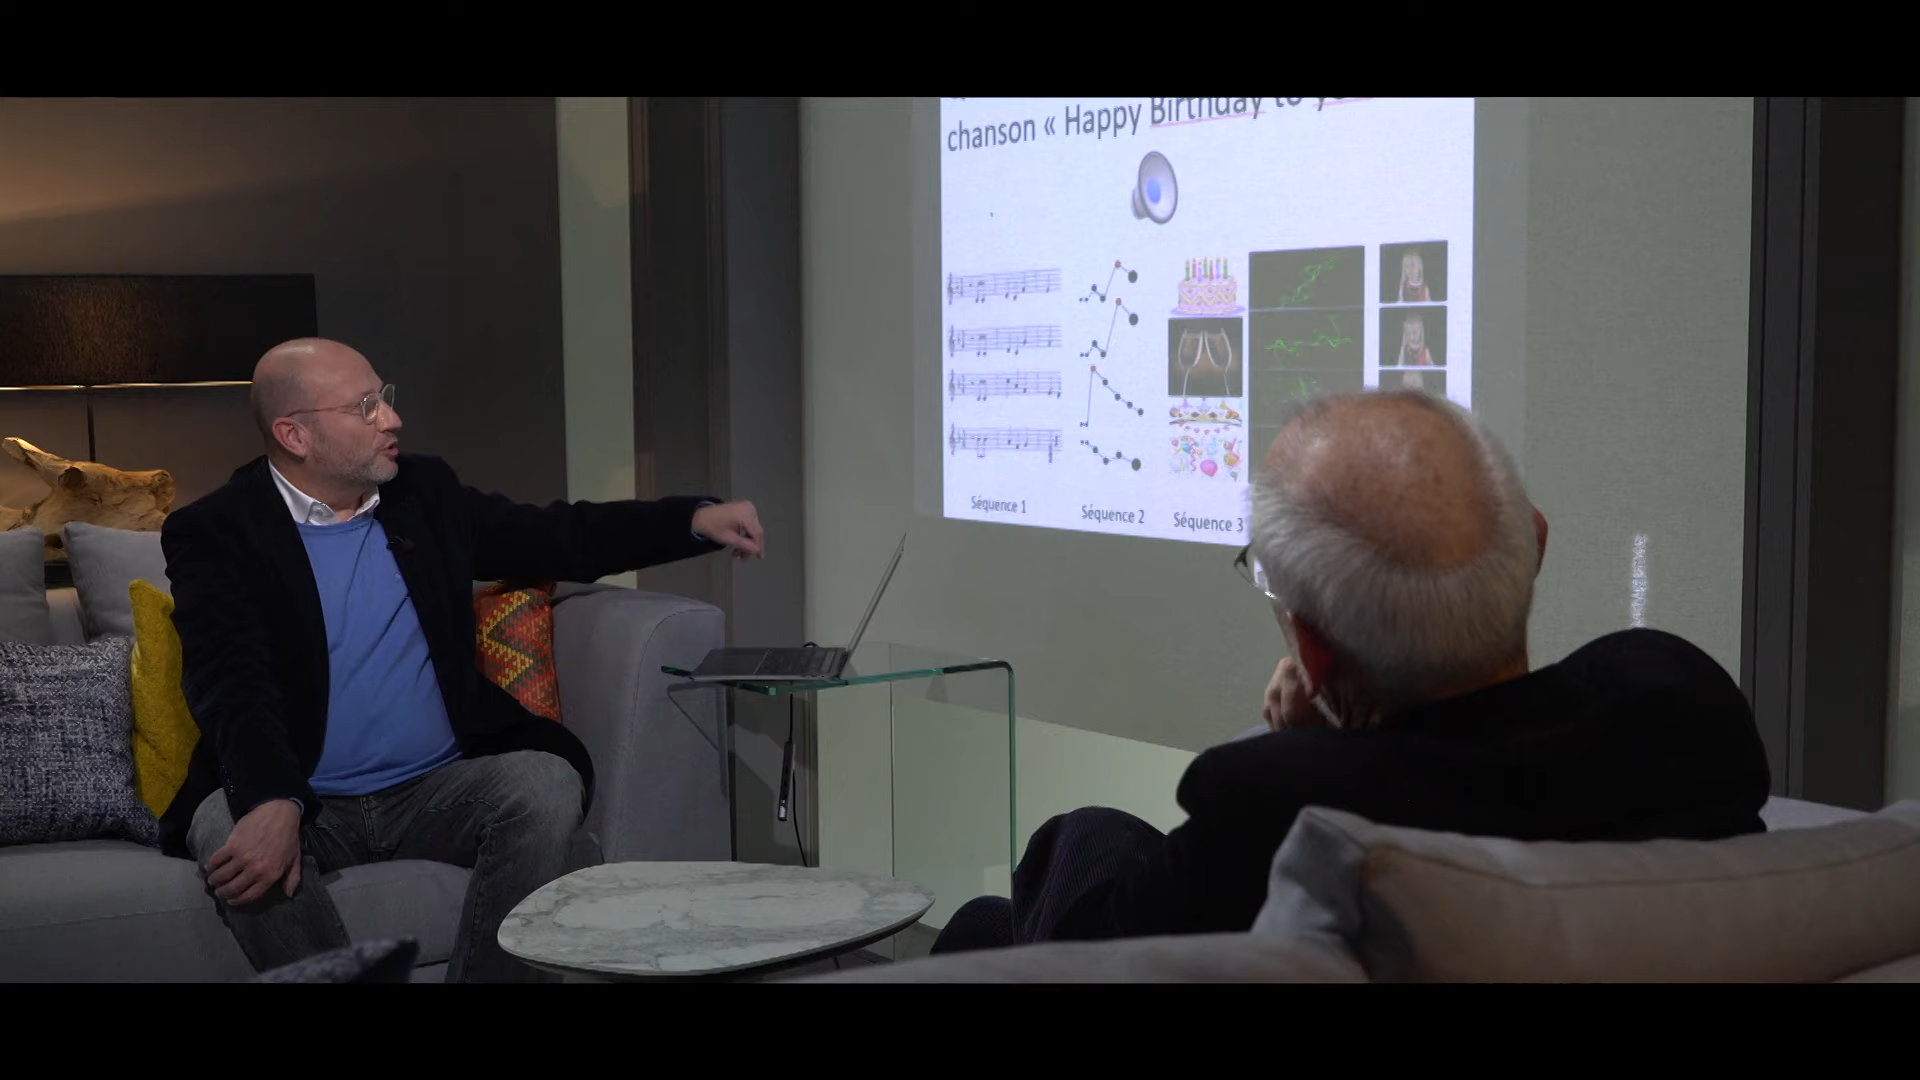 chanson « Happy Birthday to
Séquence 1
Séquence 2
Séquence 3